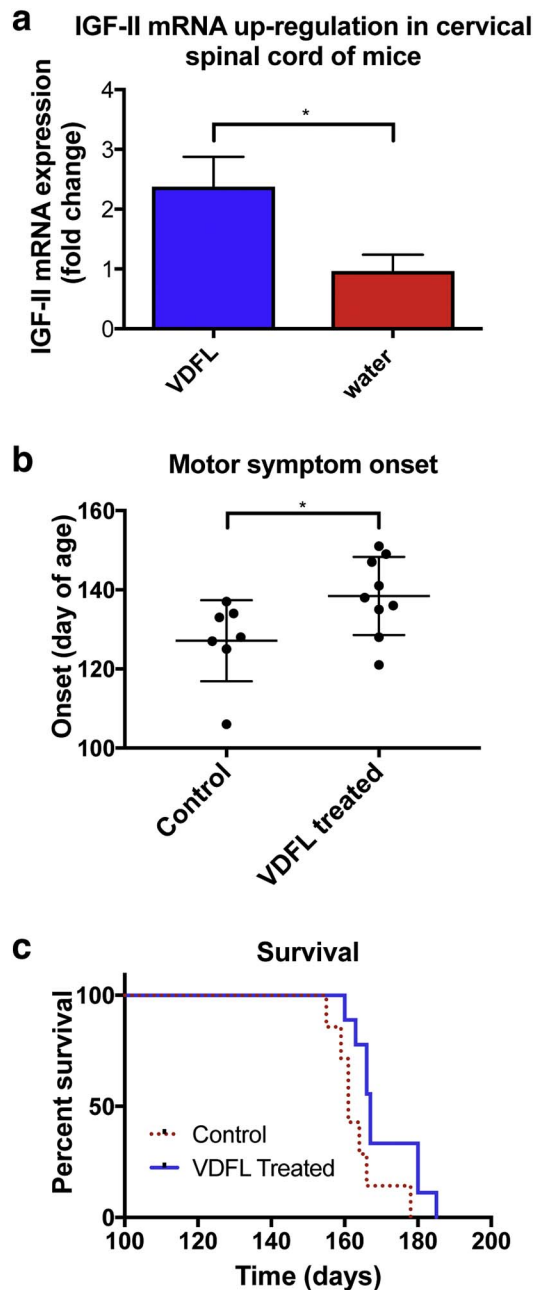 a
IGF-II mRNA up-regulation in cervical
spinal cord of mice
IGF-II mRNA expression
(fold change)
4
3
2
1
0
*
VDFL
water
b
Motor symptom onset
Onset (day of age)
160
140
120
100
*
Control
VDFL treated
c
Survival
Percent survival
100
50
0
Control
VDFL Treated
100 120 140 160 180 200
Time (days)